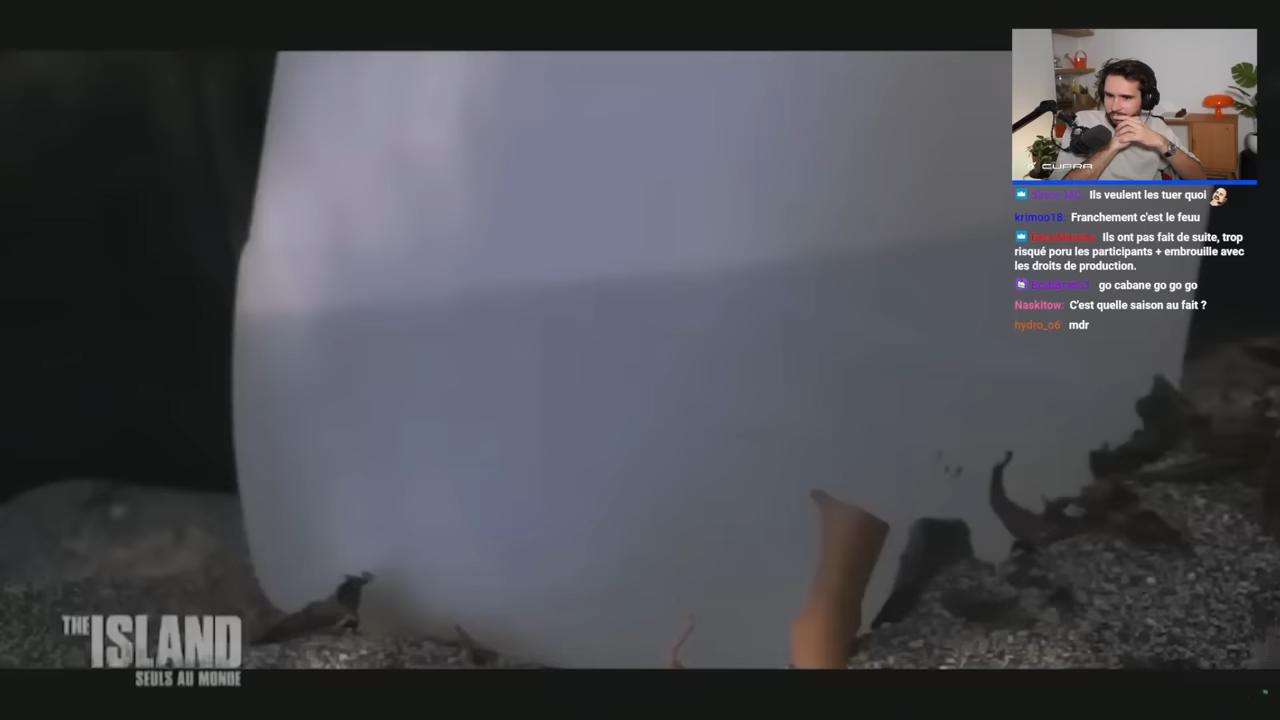 CUPRA
Ils veulent les tuer quoi
krimoo18: Franchement c'est le feuu
Ils ont pas fait de suite, trop
risqué poru les participants + embrouille avec
les droits de production.
go cabane go go go
Naskitow: C'est quelle saison au fait ?
hydro_o6 mdr
THE ISLAND
SEULS AU MONDE